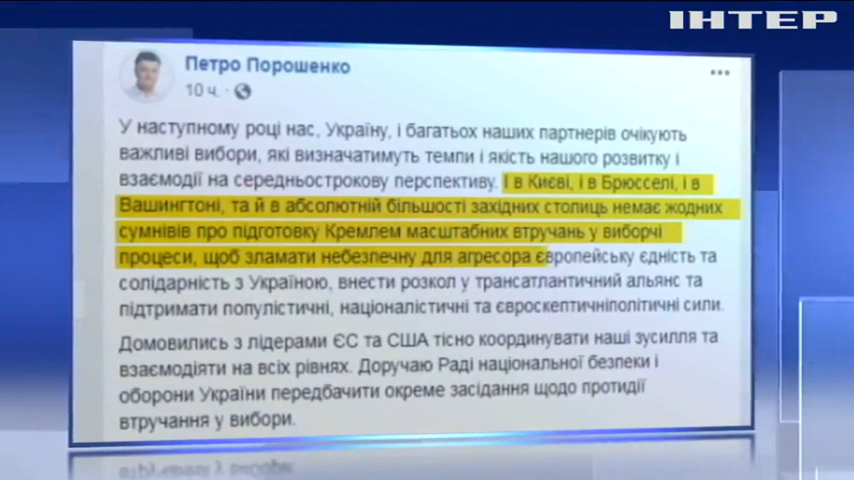 ІНТЕР
Петро Порошенко
10 ч.
У наступному році нас, Україну, і багатьох наших партнерів очікують
важливі вибори, які визначатимуть темпи і якість нашого розвитку і
взаємодії на середньострокову перспективу. І в Києві, і в Брюсселі, і в
Вашингтоні, та й в абсолютній більшості західних столиць немає жодних
сумнівів про підготовку Кремлем масштабних втручань у виборчі
процеси, щоб зламати небезпечну для агресора європейську єдність та
солідарність з Україною, внести розкол у трансатлантичний альянс та
підтримати популістичні, націоналістичні та євроскептичніполітичні сили.
Домовились з лідерами ЄС та США тісно координувати наші зусилля та
взаємодіяти на всіх рівнях. Доручаю Раді національної безпеки і
оборони України передбачити окреме засідання щодо протидії
втручання у вибори.